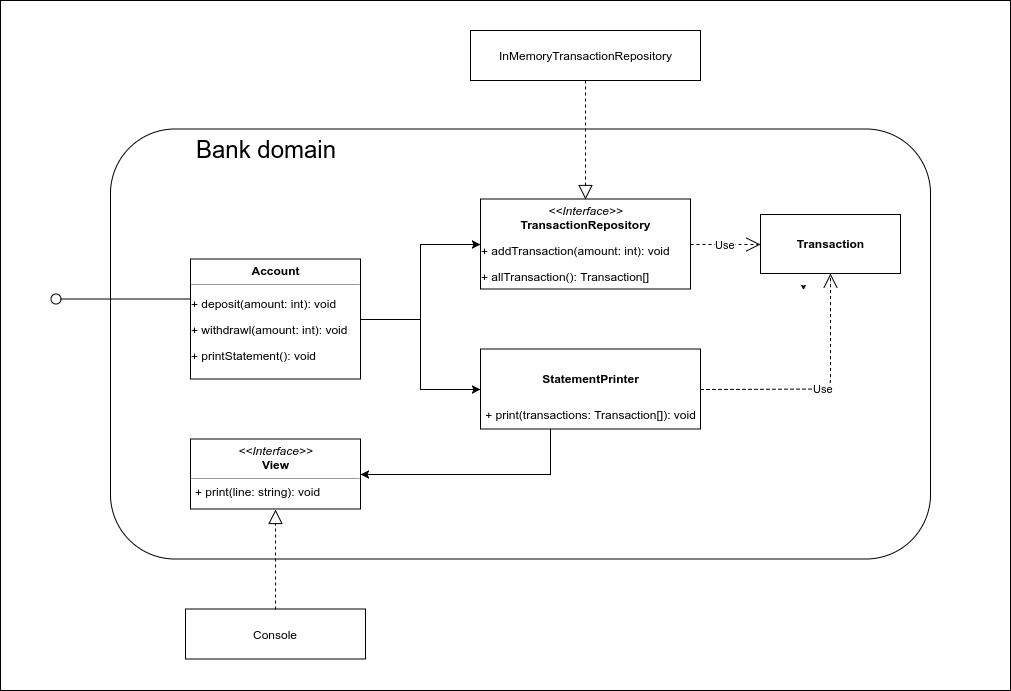 InMemoryTransactionRepository
Bank domain
<<Interface>>
TransactionRepository
+ addTransaction(amount: int): void
+ allTransaction(): Transaction[]
Use
Transaction
Account
+ deposit(amount: int): void
+ withdrawl(amount: int): void
+ printStatement(): void
StatementPrinter
+ print(transactions: Transaction[]): void
Use
<<Interface>>
View
+ print(line: string): void
Console